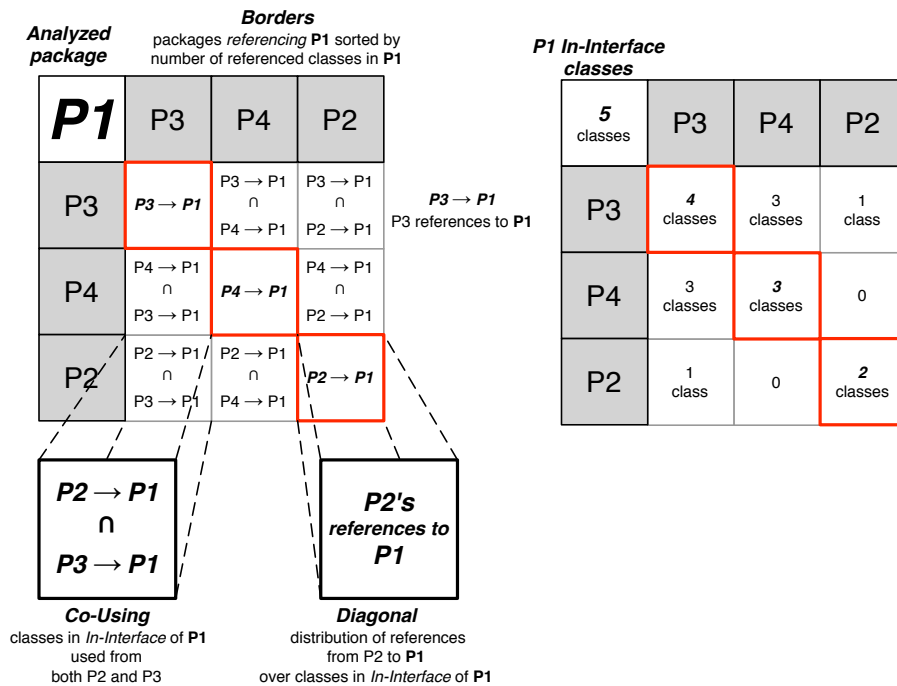 Analyzed
package
Borders
packages referencing P1 sorted by
number of referenced classes in P1
P1
P3
P4
P2
P3
P3 → P1
P3 → P1
∩
P4 → P1
P3 → P1
∩
P2 → P1
P4
P4 → P1
∩
P3 → P1
P4 → P1
P4 → P1
∩
P2 → P1
P2
P2 → P1
∩
P3 → P1
P2 → P1
∩
P4 → P1
P2 → P1
P3 → P1
P3 references to P1
P2 → P1
∩
P3 → P1
Co-Using
classes in In-Interface of P1
used from
both P2 and P3
P2's
references to
P1
Diagonal
distribution of references
from P2 to P1
over classes in In-Interface of P1
P1 In-Interface
classes
5
classes
P3
P4
P2
P3
4
classes
3
classes
1
class
P4
3
classes
3
classes
0
P2
1
class
0
2
classes